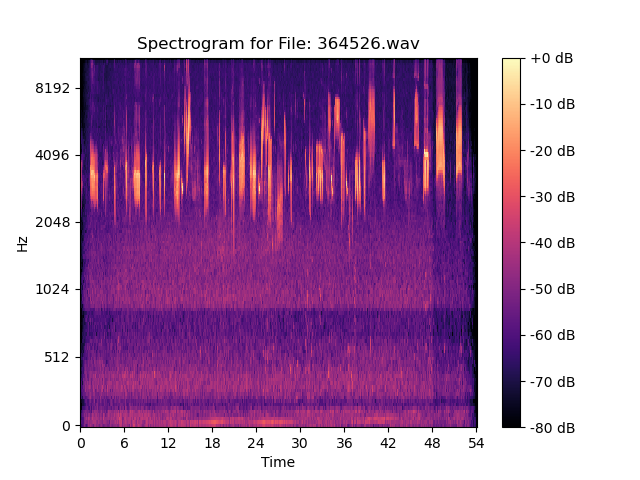 Spectrogram for File: 364526.wav
8192
4096
2048
1024
512
0
Hz
0 6 12 18 24 30 36 42 48 54
Time
+0 dB
-10 dB
-20 dB
-30 dB
-40 dB
-50 dB
-60 dB
-70 dB
-80 dB